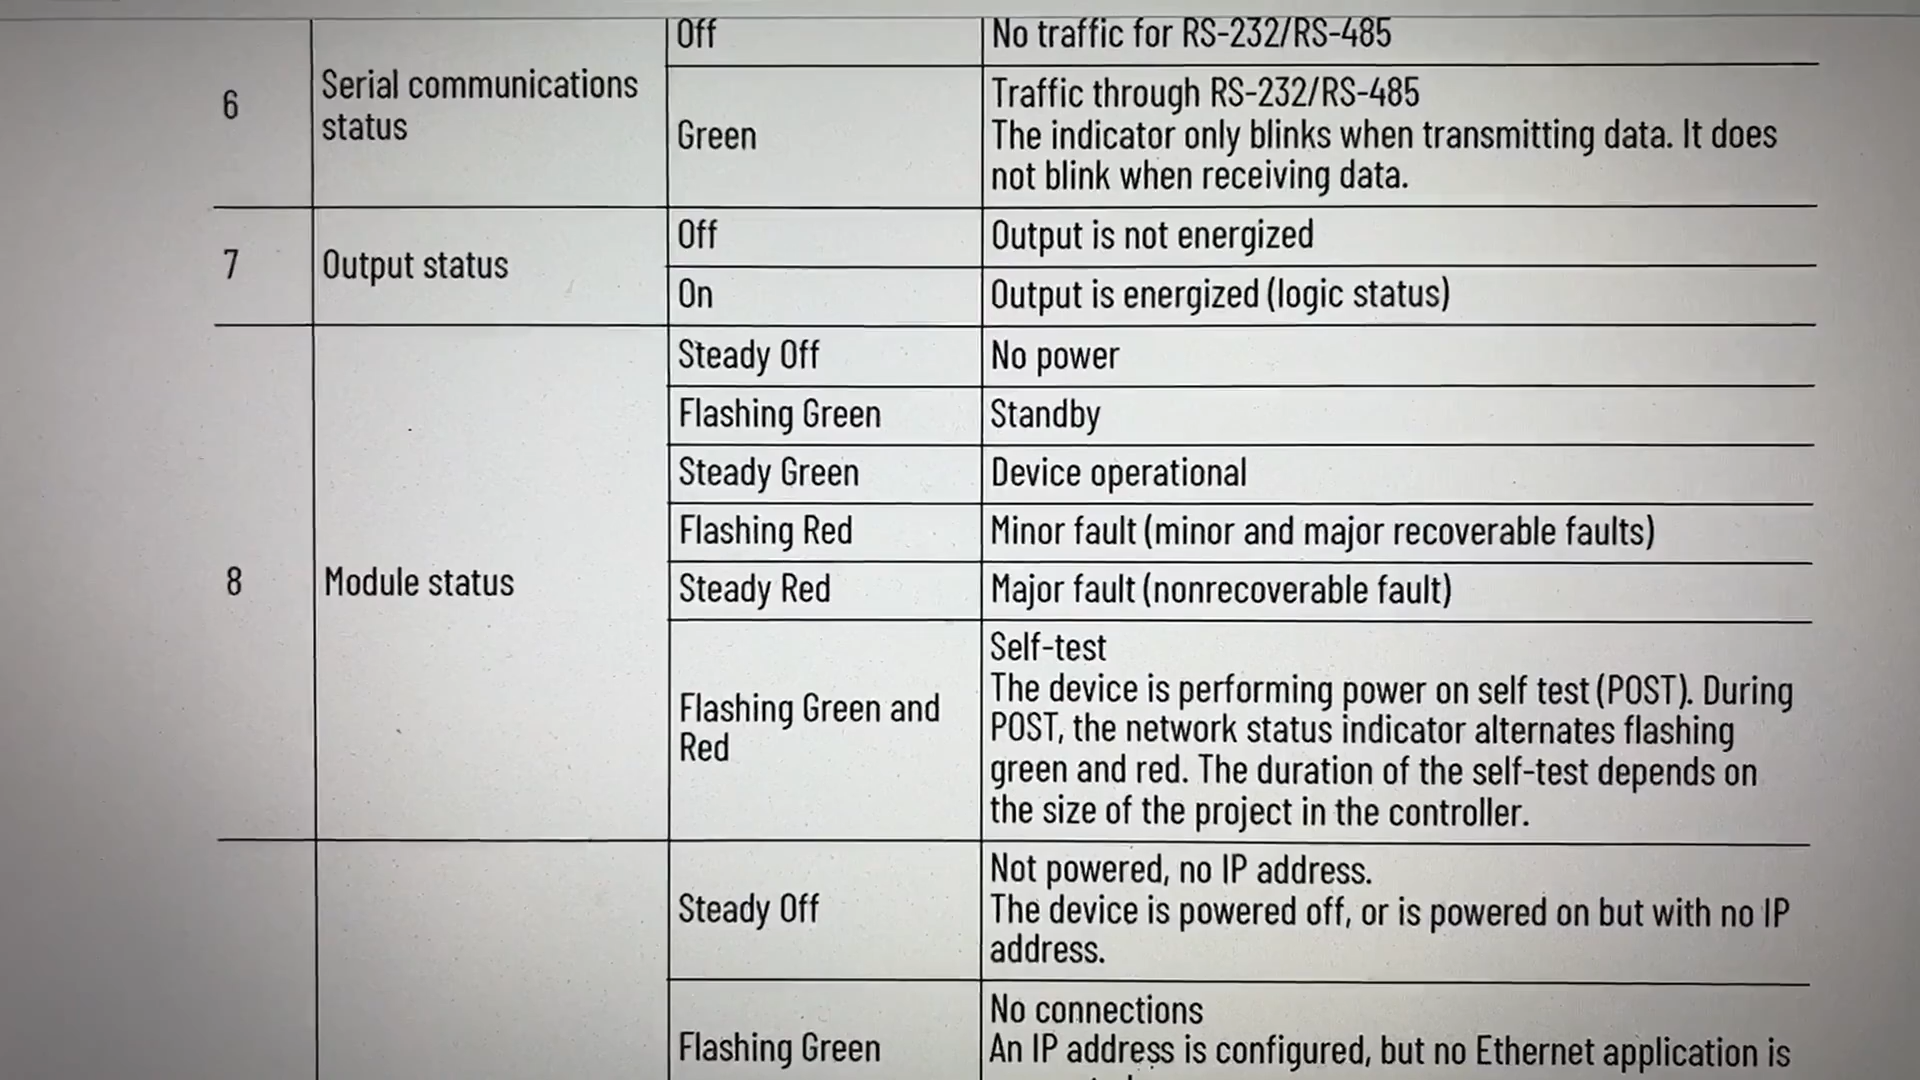 Off
No traffic for RS-232/RS-485
6
Serial communications
status
Green
Traffic through RS-232/RS-485
The indicator only blinks when transmitting data. It does
not blink when receiving data.
7
Output status
Off
Output is not energized
On
Output is energized (logic status)
8
Module status
Steady Off
No power
Flashing Green
Standby
Steady Green
Device operational
Flashing Red
Minor fault (minor and major recoverable faults)
Steady Red
Major fault (nonrecoverable fault)
Flashing Green and
Red
Self-test
The device is performing power on self test (POST). During
POST, the network status indicator alternates flashing
green and red. The duration of the self-test depends on
the size of the project in the controller.
Steady Off
Not powered, no IP address.
The device is powered off, or is powered on but with no IP
address.
Flashing Green
No connections
An IP address is configured, but no Ethernet application is